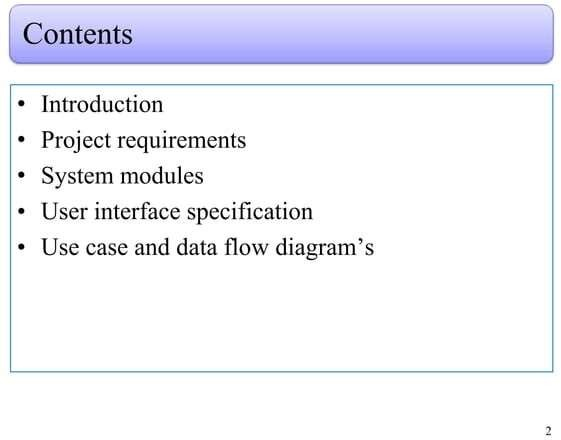 Contents
• Introduction
• Project requirements
• System modules
• User interface specification
• Use case and data flow diagram’s
2